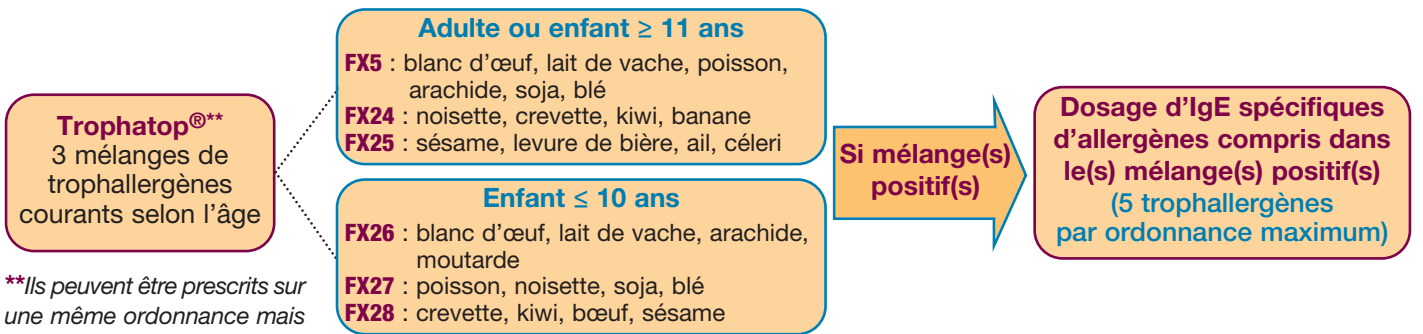 Trophatop®**
3 mélanges de
trophallergènes
courants selon l'âge
**Ils peuvent être prescrits sur
une même ordonnance mais
Adulte ou enfant ≥ 11 ans
FX5 : blanc d'œuf, lait de vache, poisson,
arachide, soja, blé
FX24 : noisette, crevette, kiwi, banane
FX25 : sésame, levure de bière, ail, céleri
Enfant ≤ 10 ans
FX26 : blanc d'œuf, lait de vache, arachide,
moutarde
FX27 : poisson, noisette, soja, blé
FX28 : crevette, kiwi, bœuf, sésame
Si mélange(s)
positif(s)
Dosage d'IgE spécifiques
d'allergènes compris dans
le(s) mélange(s) positif(s)
(5 trophallergènes
par ordonnance maximum)